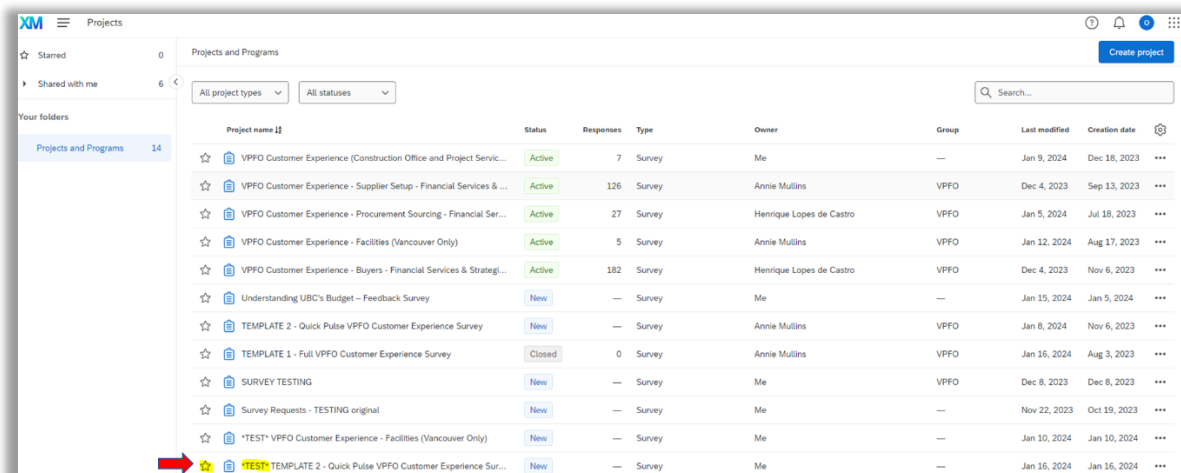 XM Projects
O
Starred 0
Shared with me 6
Your folders
Projects and Programs 14
Projects and Programs
Create project
All project types All statuses
Search...
Project name Status Responses Type Owner Group Last modified Creation date
VPFO Customer Experience (Construction Office and Project Servic... Active 7 Survey Me — Jan 9, 2024 Dec 18, 2023
VPFO Customer Experience - Supplier Setup - Financial Services & ... Active 126 Survey Annie Mullins VPFO Dec 4, 2023 Sep 13, 2023
VPFO Customer Experience - Procurement Sourcing - Financial Ser... Active 27 Survey Henrique Lopes de Castro VPFO Jan 5, 2024 Jul 18, 2023
VPFO Customer Experience - Facilities (Vancouver Only) Active 5 Survey Annie Mullins VPFO Jan 12, 2024 Aug 17, 2023
VPFO Customer Experience - Buyers - Financial Services & Strategi... Active 182 Survey Henrique Lopes de Castro VPFO Dec 4, 2023 Nov 6, 2023
Understanding UBC's Budget – Feedback Survey New — Survey Me — Jan 15, 2024 Jan 5, 2024
TEMPLATE 2 - Quick Pulse VPFO Customer Experience Survey New — Survey Annie Mullins VPFO Jan 8, 2024 Nov 6, 2023
TEMPLATE 1 - Full VPFO Customer Experience Survey Closed 0 Survey Annie Mullins VPFO Jan 16, 2024 Aug 3, 2023
SURVEY TESTING New — Survey Me VPFO Dec 8, 2023 Dec 8, 2023
Survey Requests - TESTING original New — Survey Me — Nov 22, 2023 Oct 19, 2023
*TEST* VPFO Customer Experience - Facilities (Vancouver Only) New — Survey Me — Jan 10, 2024 Jan 10, 2024
*TEST* TEMPLATE 2 - Quick Pulse VPFO Customer Experience Sur... New — Survey Me — Jan 16, 2024 Jan 16, 2024